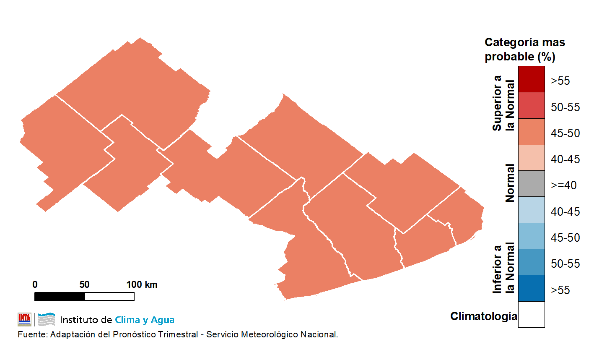 Categoría mas
probable (%)
Superior a
la Normal
>55
50-55
45-50
40-45
Normal
>=40
Inferior a
la Normal
40-45
45-50
50-55
>55
Climatología
0 50 100 km
INTA Instituto de Clima y Agua
Fuente: Adaptación del Pronóstico Trimestral - Servicio Meteorológico Nacional.